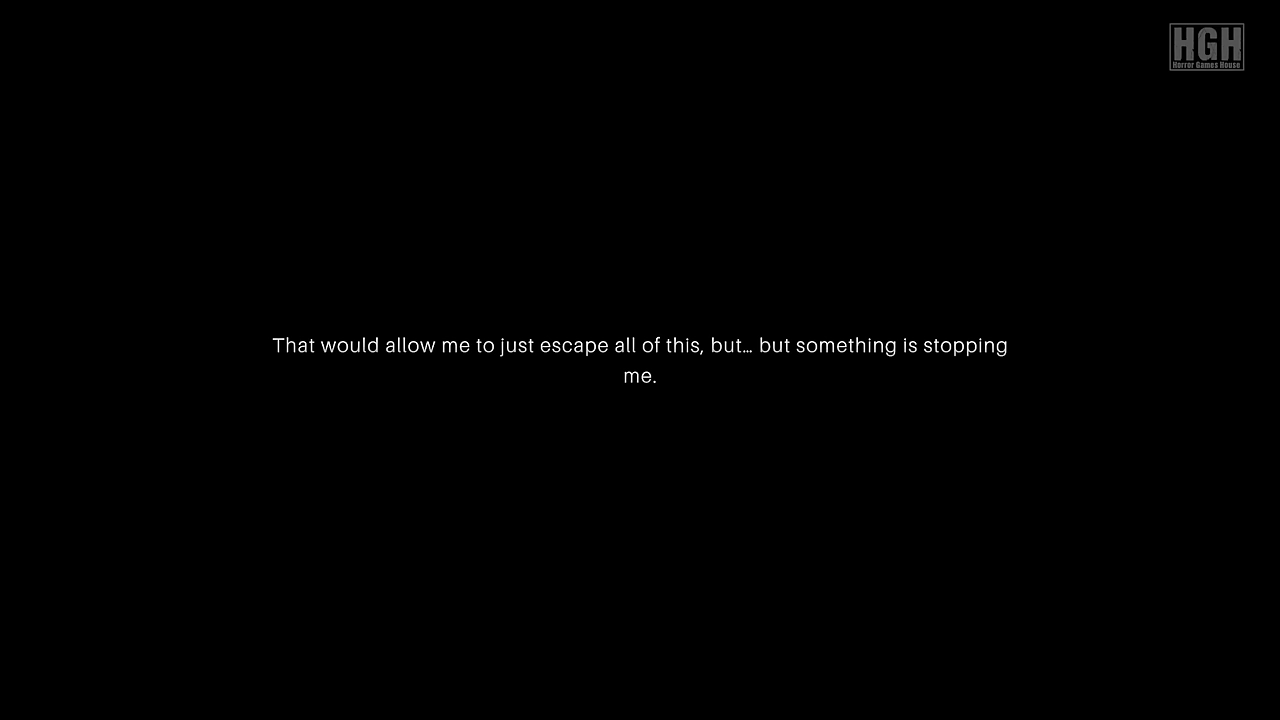 HGH
Horror Games House
That would allow me to just escape all of this, but… but something is stopping
me.